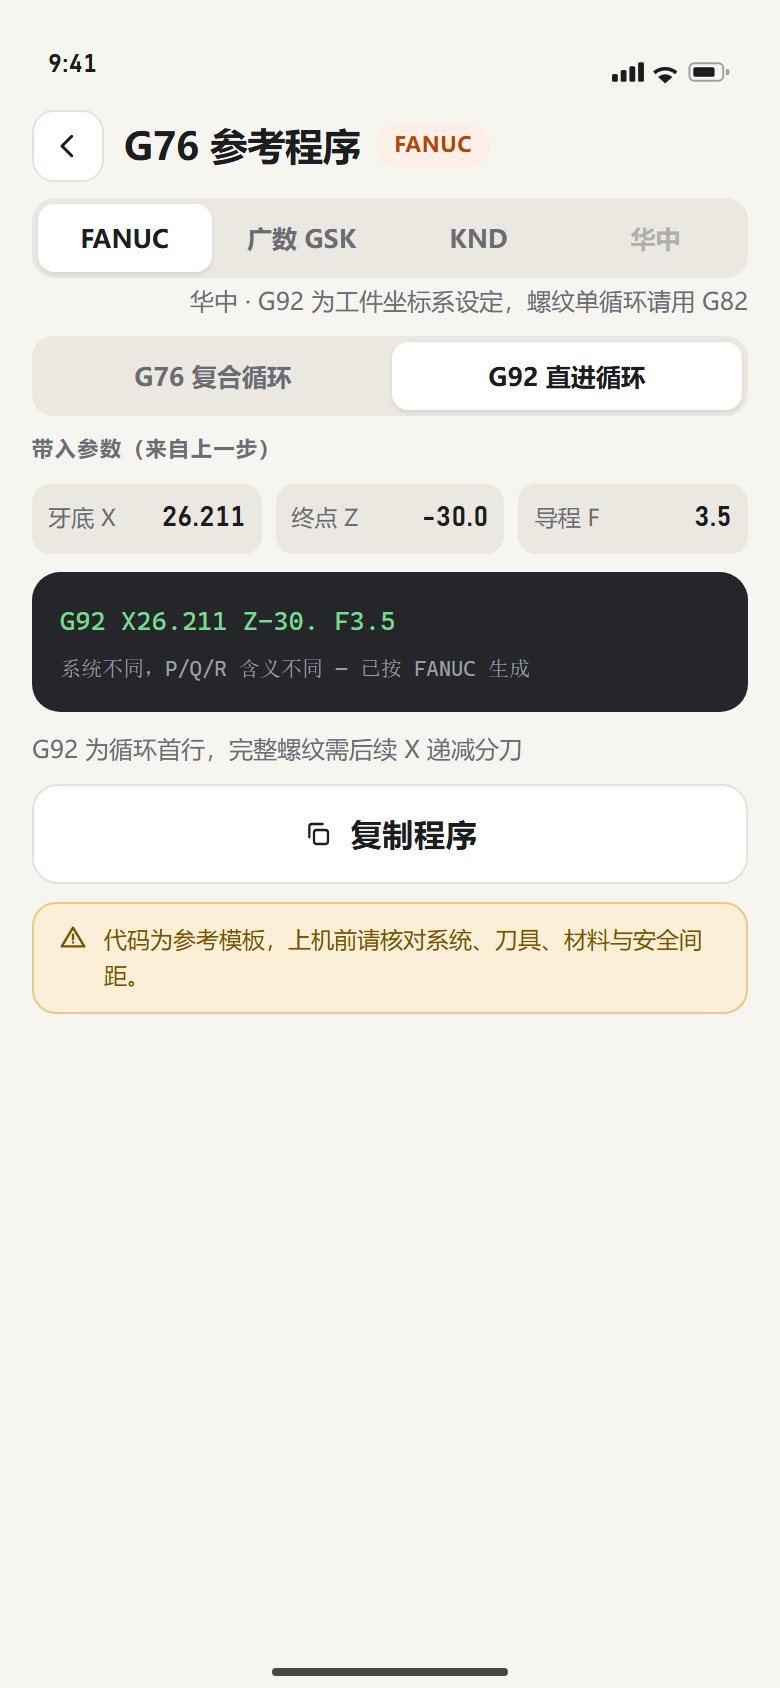 9:41
G76 参考程序 FANUC
FANUC 广数 GSK KND 华中
华中 · G92 为工件坐标系设定，螺纹单循环请用 G82
G76 复合循环 G92 直进循环
带入参数（来自上一步）
牙底 X 26.211 终点 Z -30.0 导程 F 3.5
G92 X26.211 Z-30. F3.5
系统不同，P/Q/R 含义不同 — 已按 FANUC 生成
G92 为循环首行，完整螺纹需后续 X 递减分刀
复制程序
代码为参考模板，上机前请核对系统、刀具、材料与安全间
距。